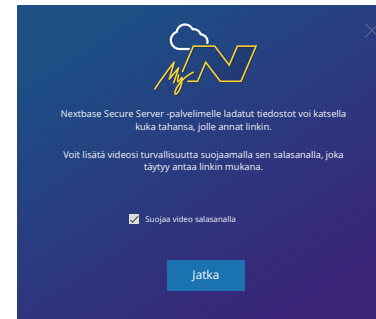 My N
Nextbase Secure Server -palvelimelle ladatut tiedostot voi katsella
kuka tahansa, jolle annat linkin.
Voit lisätä videosi turvallisuutta suojaamalla sen salasanalla, joka
täytyy antaa linkin mukana.
Suojaa video salasanalla
Jatka